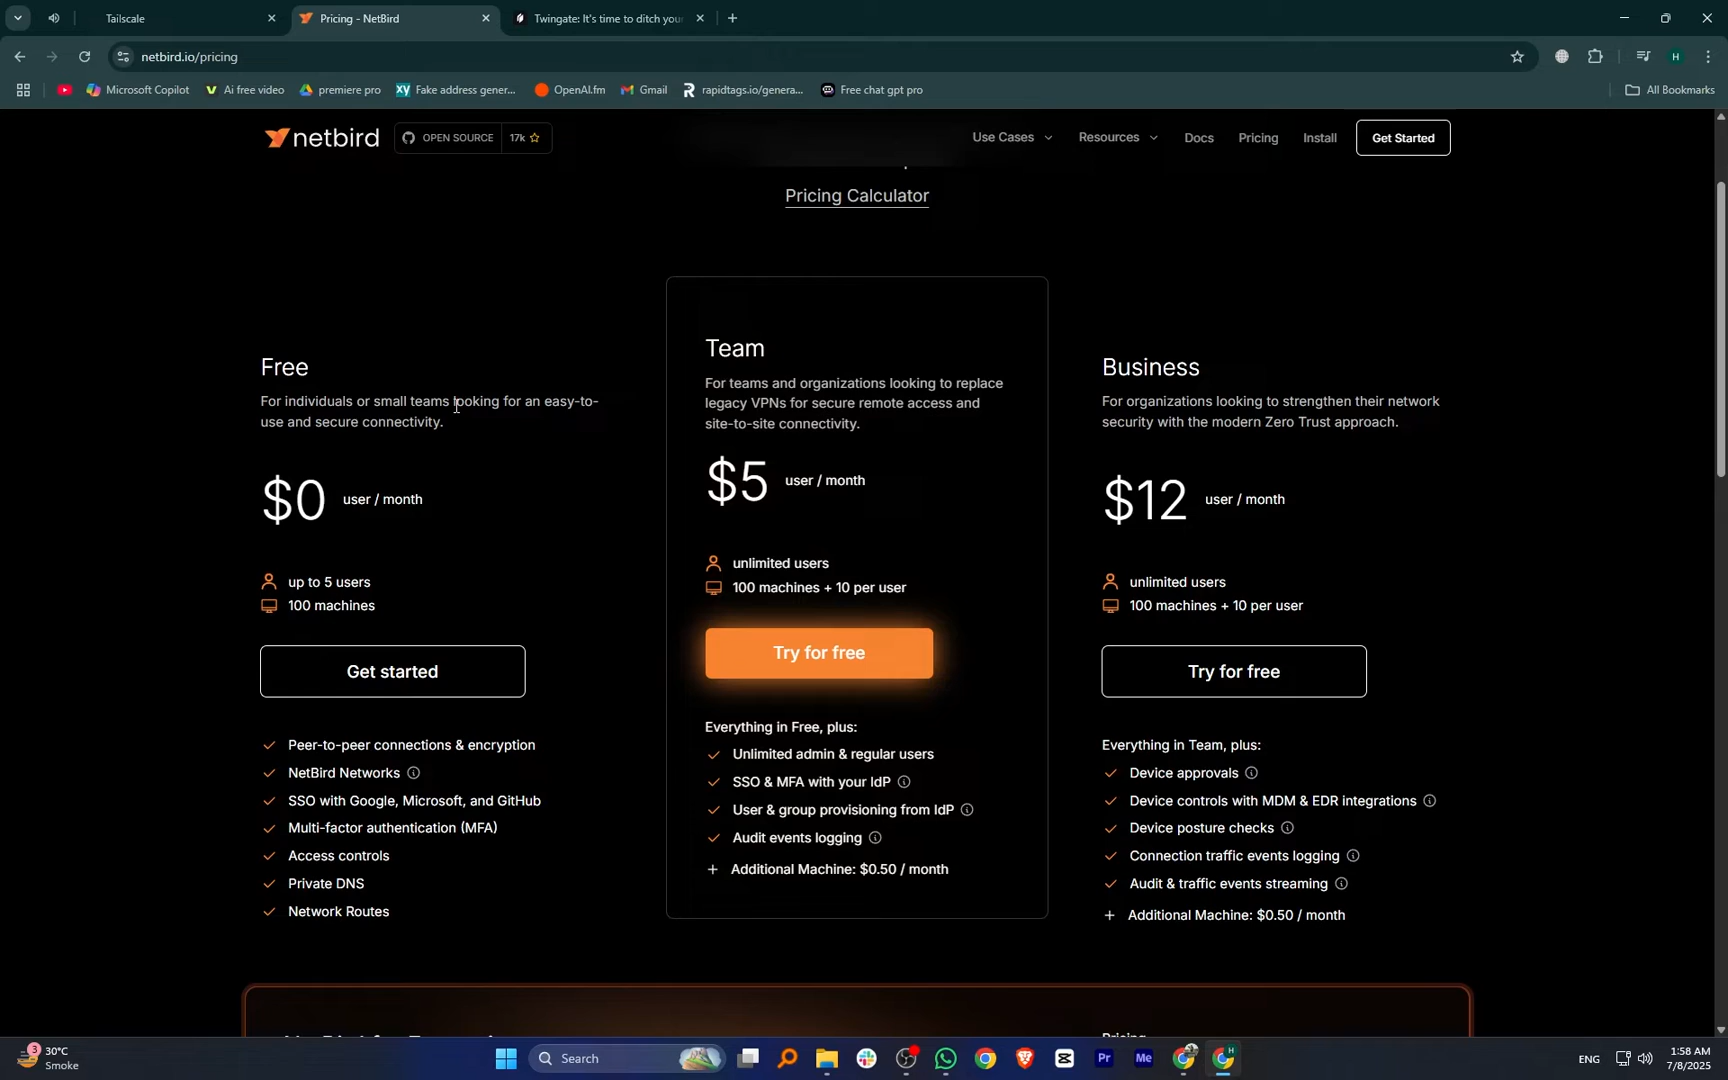 Tailscale
Pricing - NetBird
Twingate: It's time to ditch your
netbird.io/pricing
H
Microsoft Copilot
Ai free video
premiere pro
Fake address gener...
OpenAI.fm
Gmail
rapidtags.io/genera...
Free chat gpt pro
All Bookmarks
netbird
OPEN SOURCE
17k
Use Cases
Resources
Docs
Pricing
Install
Get Started
Pricing Calculator
Free
For individuals or small teams looking for an easy-to-
use and secure connectivity.
$0 user / month
up to 5 users
100 machines
Get started
Peer-to-peer connections & encryption
NetBird Networks
SSO with Google, Microsoft, and GitHub
Multi-factor authentication (MFA)
Access controls
Private DNS
Network Routes
Team
For teams and organizations looking to replace
legacy VPNs for secure remote access and
site-to-site connectivity.
$5 user / month
unlimited users
100 machines + 10 per user
Try for free
Everything in Free, plus:
Unlimited admin & regular users
SSO & MFA with your IdP
User & group provisioning from IdP
Audit events logging
+ Additional Machine: $0.50 / month
Business
For organizations looking to strengthen their network
security with the modern Zero Trust approach.
$12 user / month
unlimited users
100 machines + 10 per user
Try for free
Everything in Team, plus:
Device approvals
Device controls with MDM & EDR integrations
Device posture checks
Connection traffic events logging
Audit & traffic events streaming
+ Additional Machine: $0.50 / month
3
30°C
Smoke
Search
Pr
Me
ENG
1:58 AM
7/8/2025